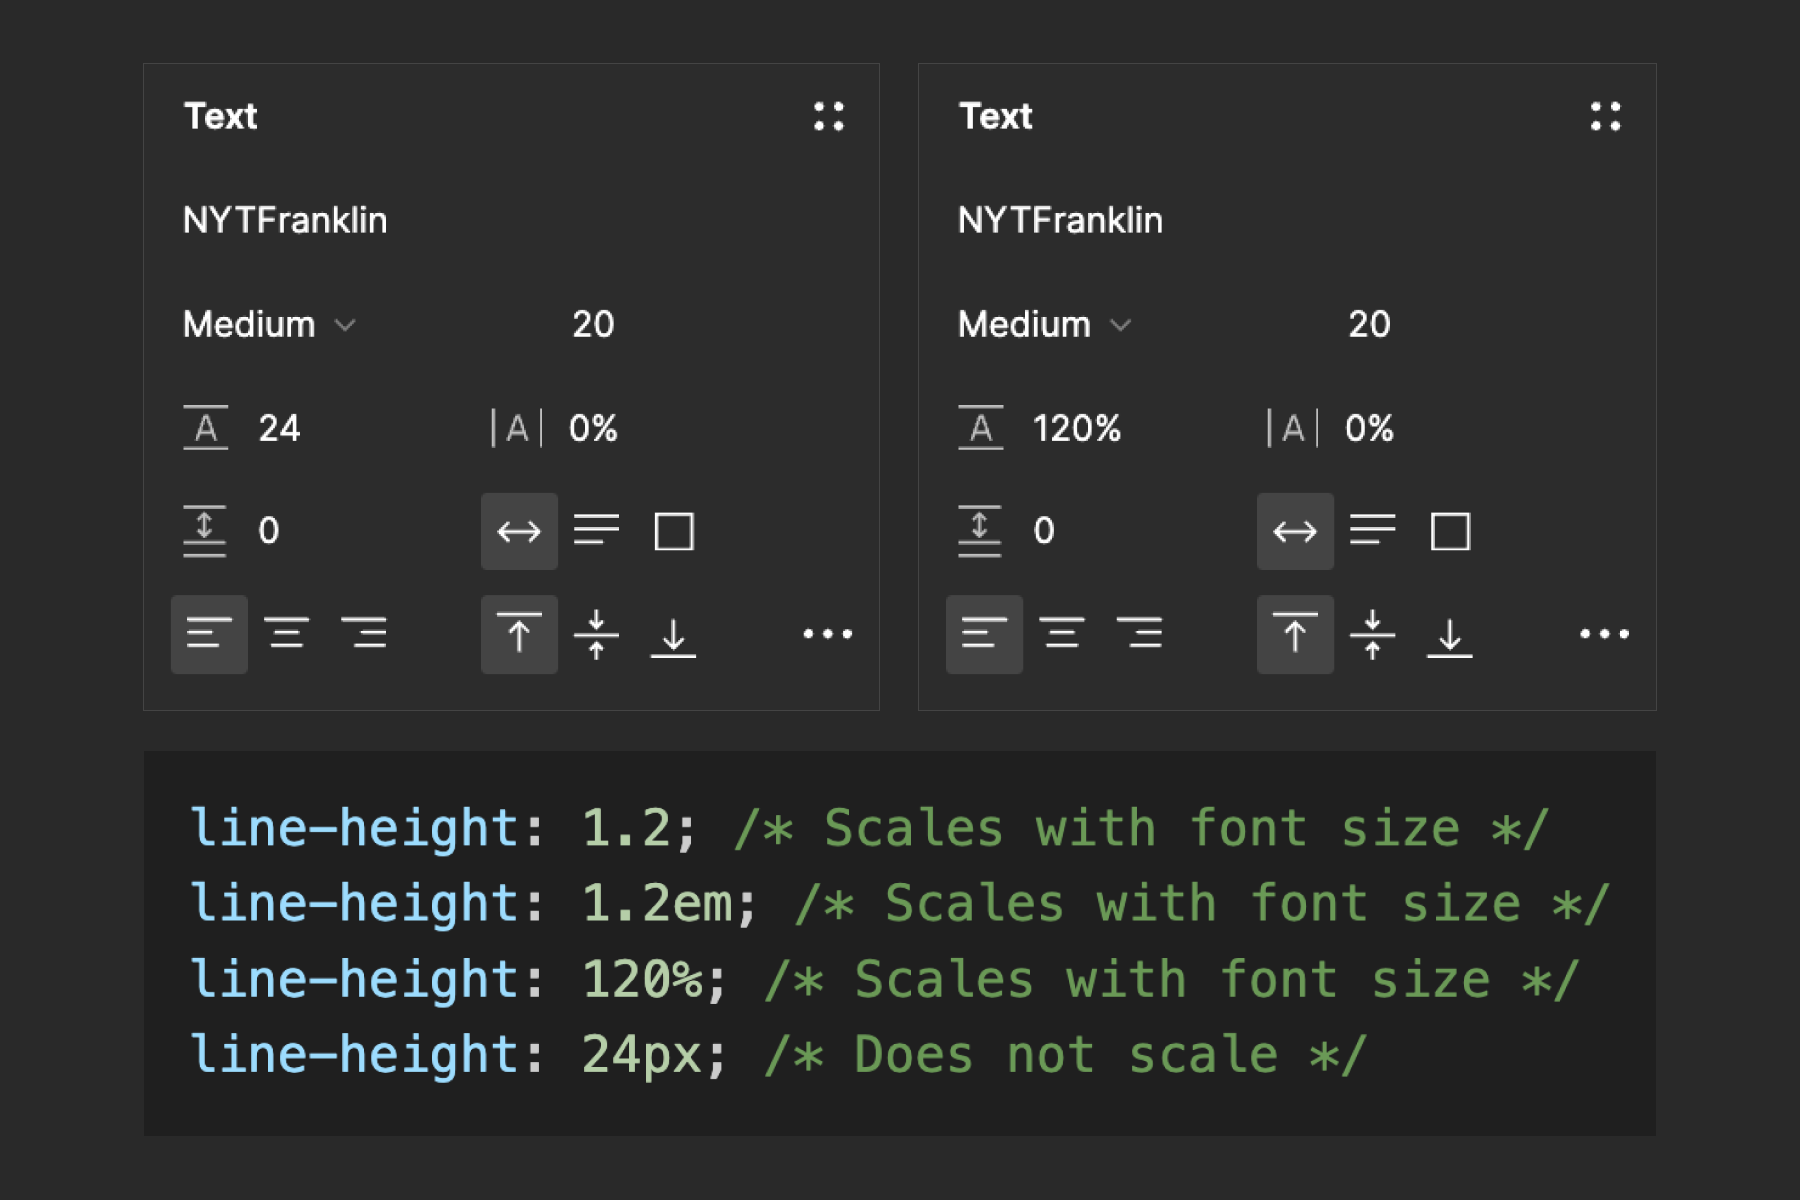 Text
NYTFranklin
Medium 20
A 24 |A| 0%
0
Text
NYTFranklin
Medium 20
A 120% |A| 0%
0
line-height: 1.2; /* Scales with font size */
line-height: 1.2em; /* Scales with font size */
line-height: 120%; /* Scales with font size */
line-height: 24px; /* Does not scale */